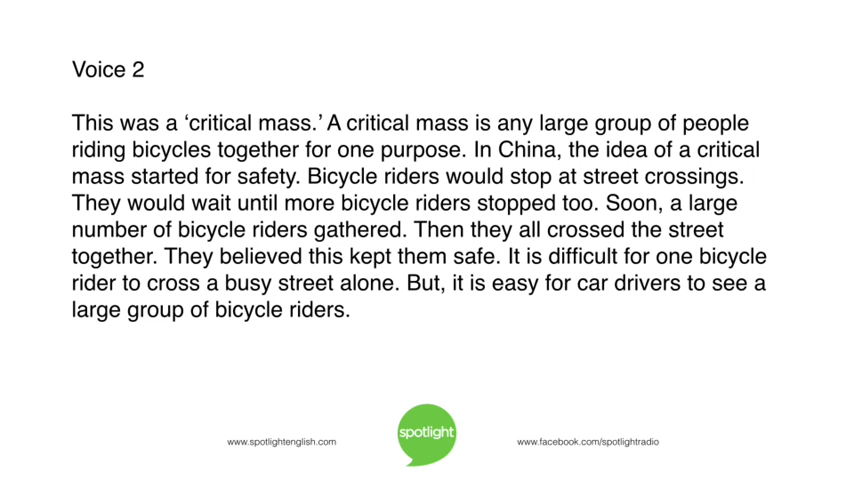 Voice 2
This was a ‘critical mass.’ A critical mass is any large group of people
riding bicycles together for one purpose. In China, the idea of a critical
mass started for safety. Bicycle riders would stop at street crossings.
They would wait until more bicycle riders stopped too. Soon, a large
number of bicycle riders gathered. Then they all crossed the street
together. They believed this kept them safe. It is difficult for one bicycle
rider to cross a busy street alone. But, it is easy for car drivers to see a
large group of bicycle riders.
www.spotlightenglish.com
spotlight
www.facebook.com/spotlightradio